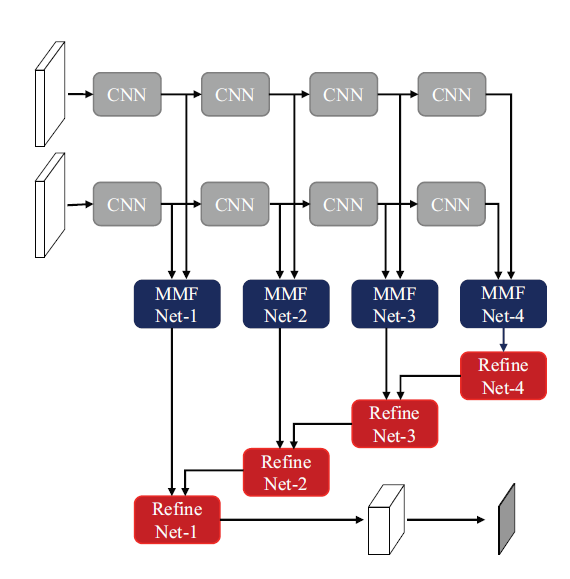 CNN
CNN
CNN
CNN
CNN
CNN
CNN
CNN
MMF
Net-1
MMF
Net-2
MMF
Net-3
MMF
Net-4
Refine
Net-4
Refine
Net-3
Refine
Net-2
Refine
Net-1